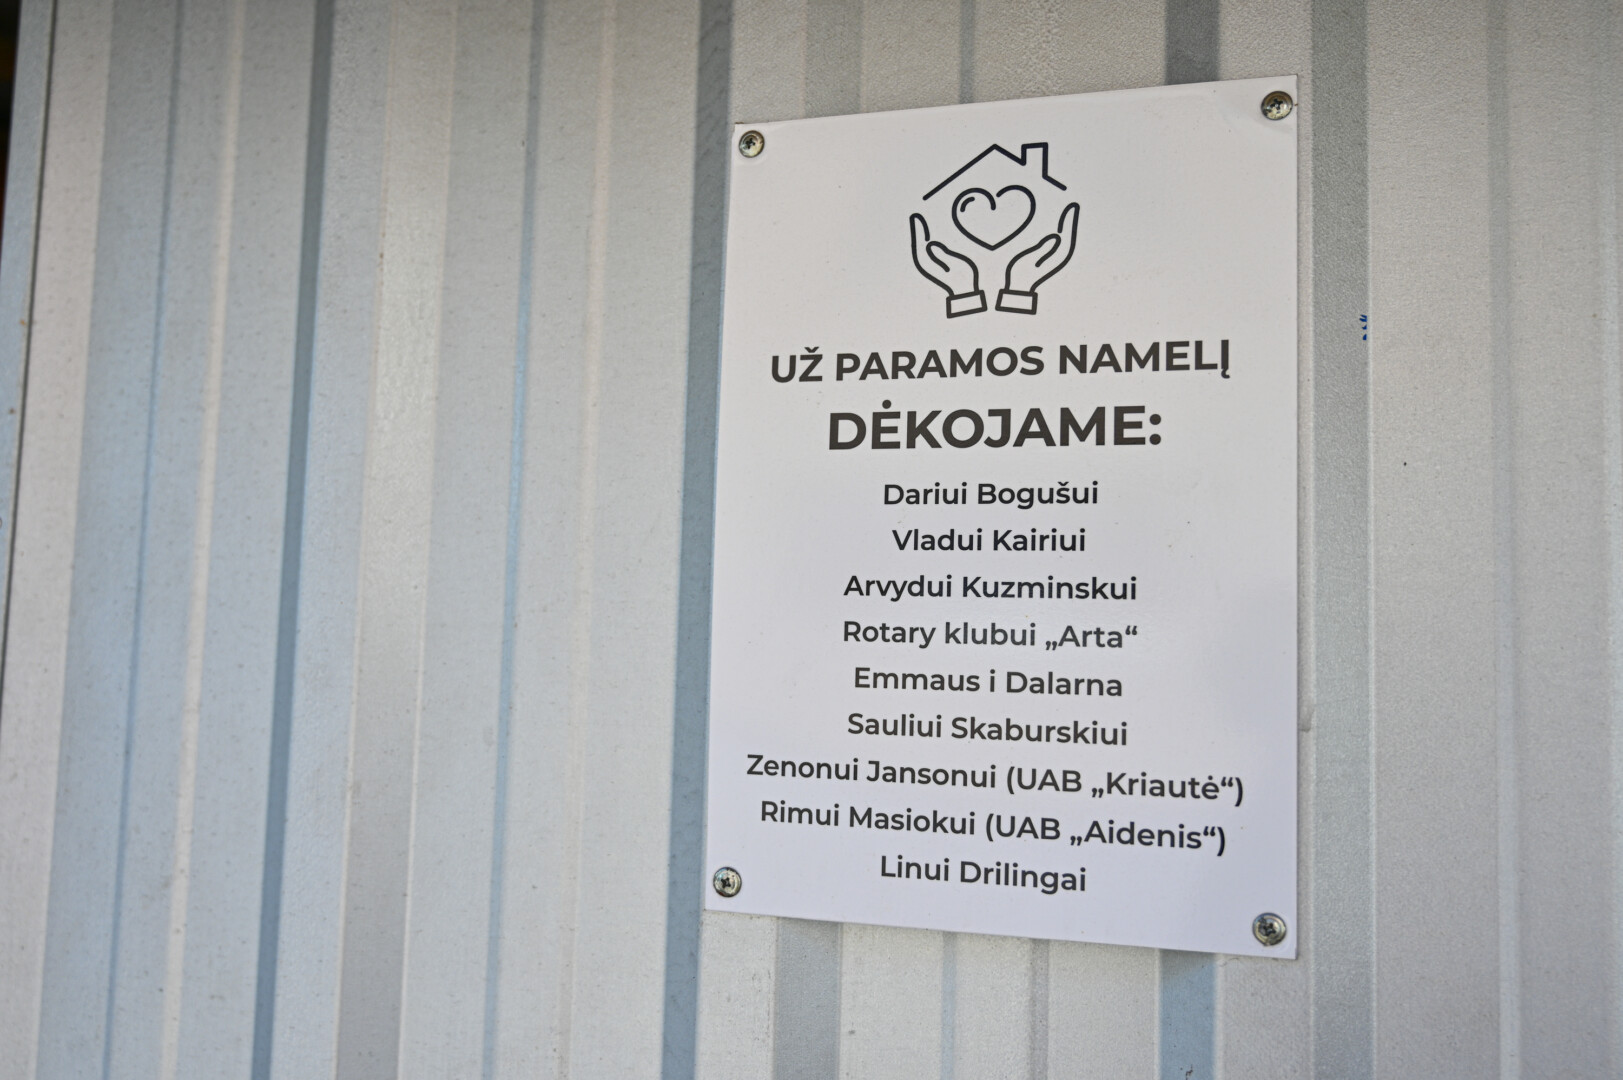 UŽ PARAMOS NAMELĮ
DĖKOJAME:
Dariui Bogušui
Vladui Kairiui
Arvydui Kuzminskui
Rotary klubui „Arta“
Emmaus i Dalarna
Sauliui Skaburskiui
Zenonui Jansonui (UAB „Kriautė“)
Rimui Masiokui (UAB „Aidenis“)
Linui Drilingai